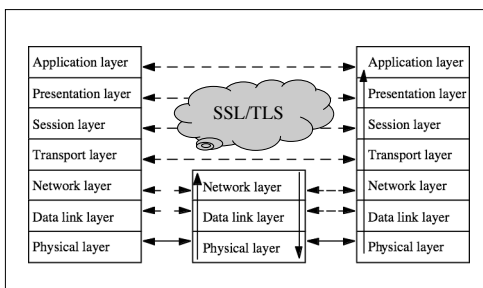 Application layer
Presentation layer
Session layer
Transport layer
Network layer
Data link layer
Physical layer
SSL/TLS
Network layer
Data link layer
Physical layer
Application layer
Presentation layer
Session layer
Transport layer
Network layer
Data link layer
Physical layer